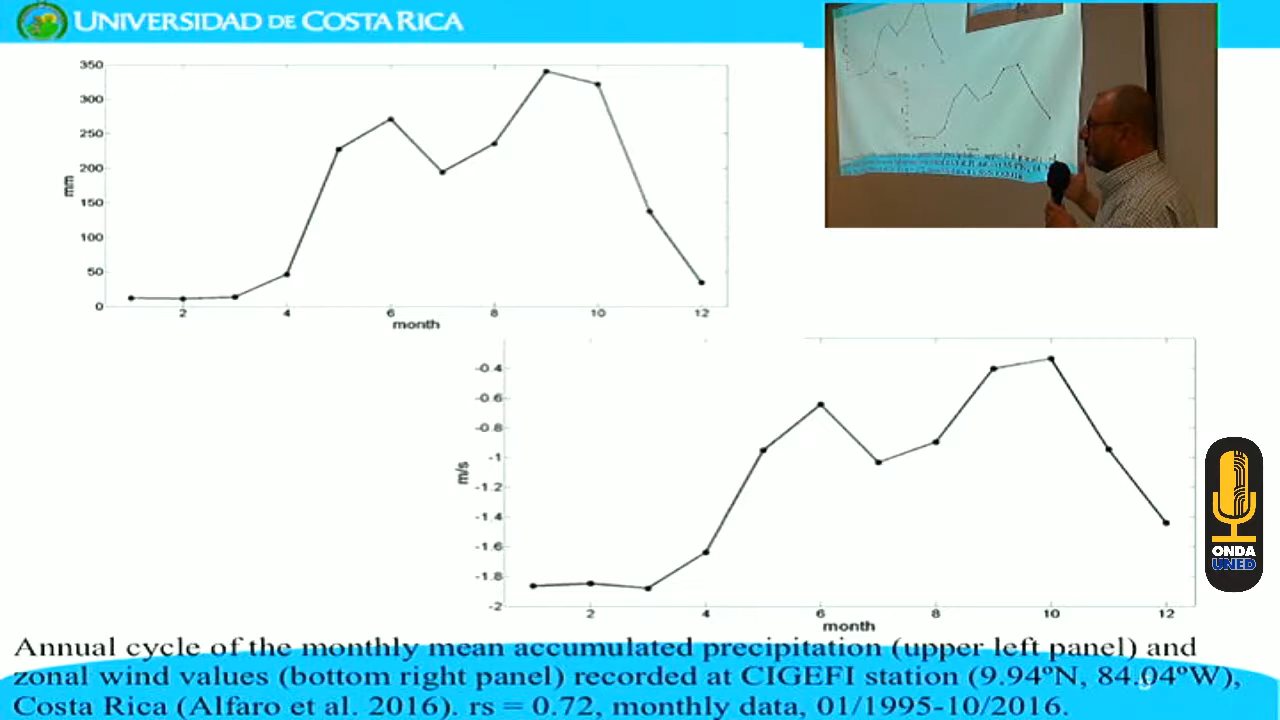 UNIVERSIDAD DE COSTA RICA
350
300
250
200
150
100
50
0
mm
2 4 6 8 10 12
month
-0.4
-0.6
-0.8
-1
-1.2
-1.4
-1.6
-1.8
-2
m/s
2 4 6 8 10 12
month
ONDA
UNED
Annual cycle of the monthly mean accumulated precipitation (upper left panel) and
zonal wind values (bottom right panel) recorded at CIGEFI station (9.94ºN, 84.04ºW),
Costa Rica (Alfaro et al. 2016). rs = 0.72, monthly data, 01/1995-10/2016.